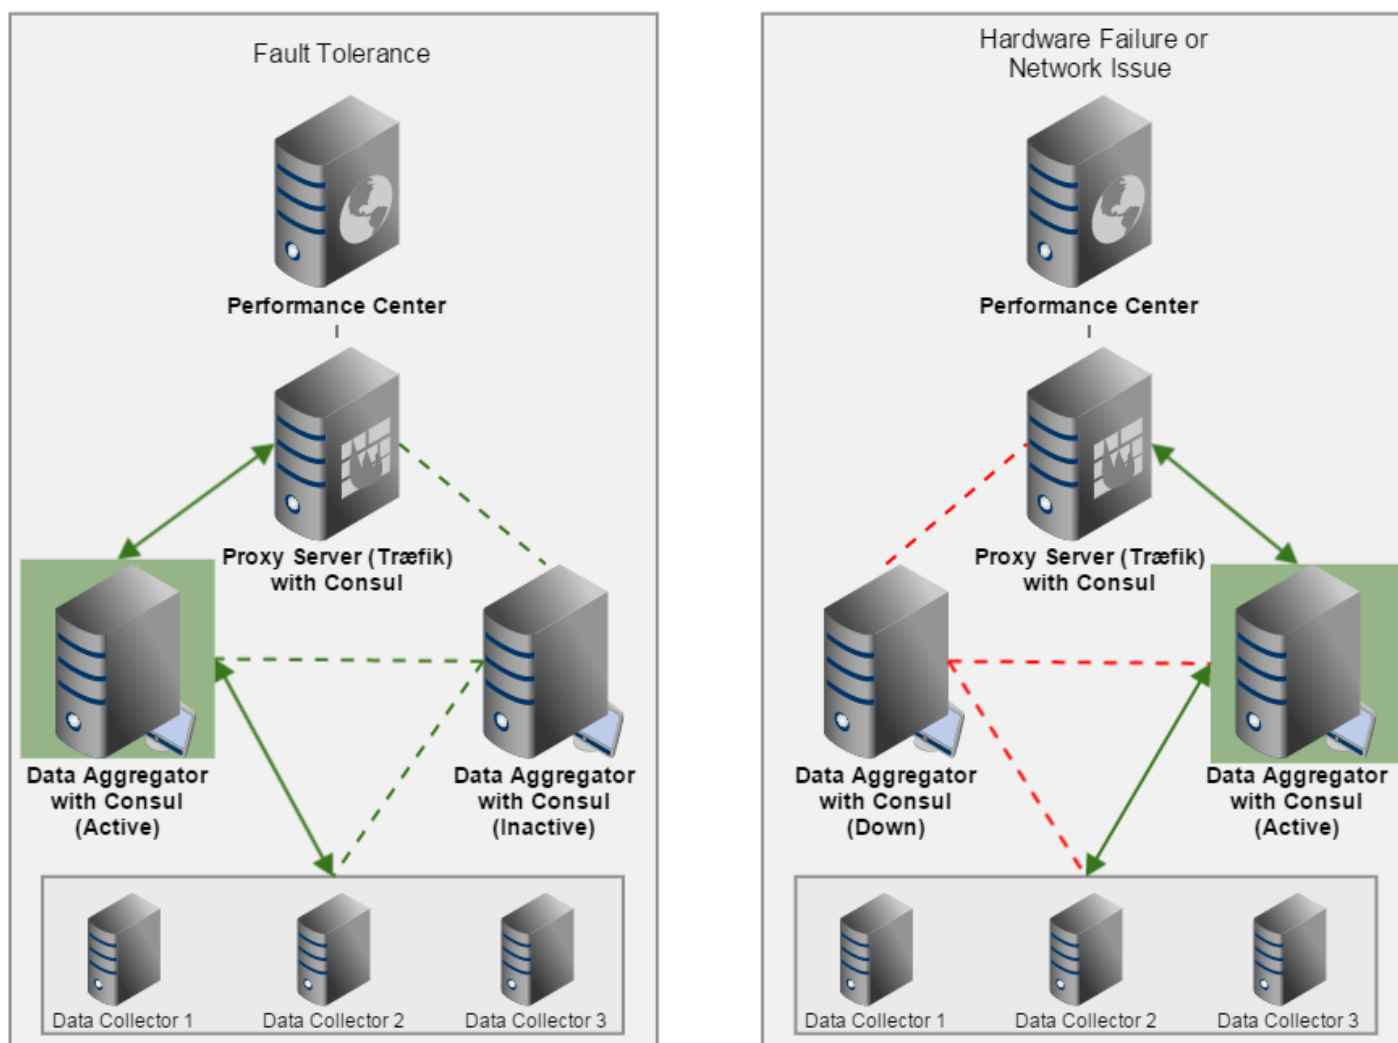 Fault Tolerance
Performance Center
Proxy Server (Træfik)
with Consul
Data Aggregator
with Consul
(Active)
Data Aggregator
with Consul
(Inactive)
Data Collector 1
Data Collector 2
Data Collector 3
Hardware Failure or
Network Issue
Performance Center
Proxy Server (Træfik)
with Consul
Data Aggregator
with Consul
(Down)
Data Aggregator
with Consul
(Active)
Data Collector 1
Data Collector 2
Data Collector 3